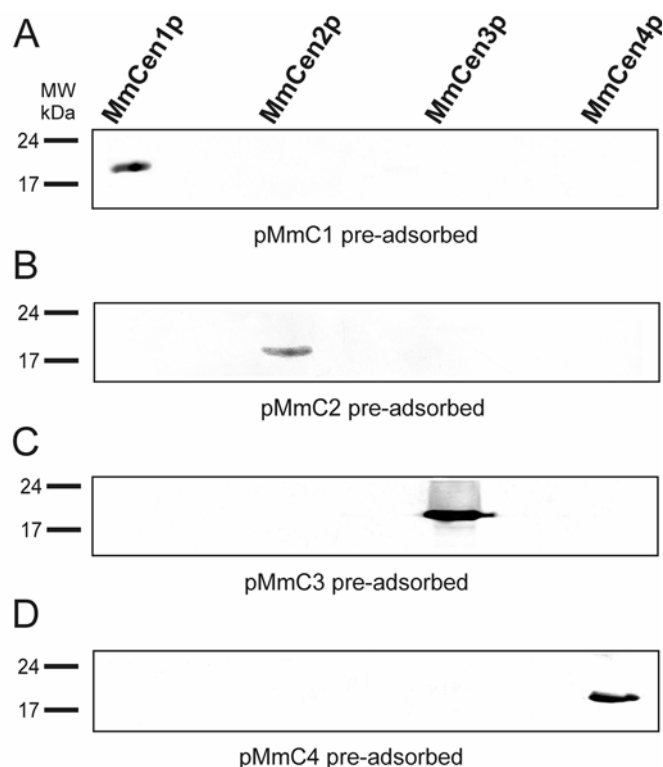 A
MW
kDa
MmCen1p
MmCen2p
MmCen3p
MmCen4p
24
17
pMmC1 pre-adsorbed
B
24
17
pMmC2 pre-adsorbed
C
24
17
pMmC3 pre-adsorbed
D
24
17
pMmC4 pre-adsorbed